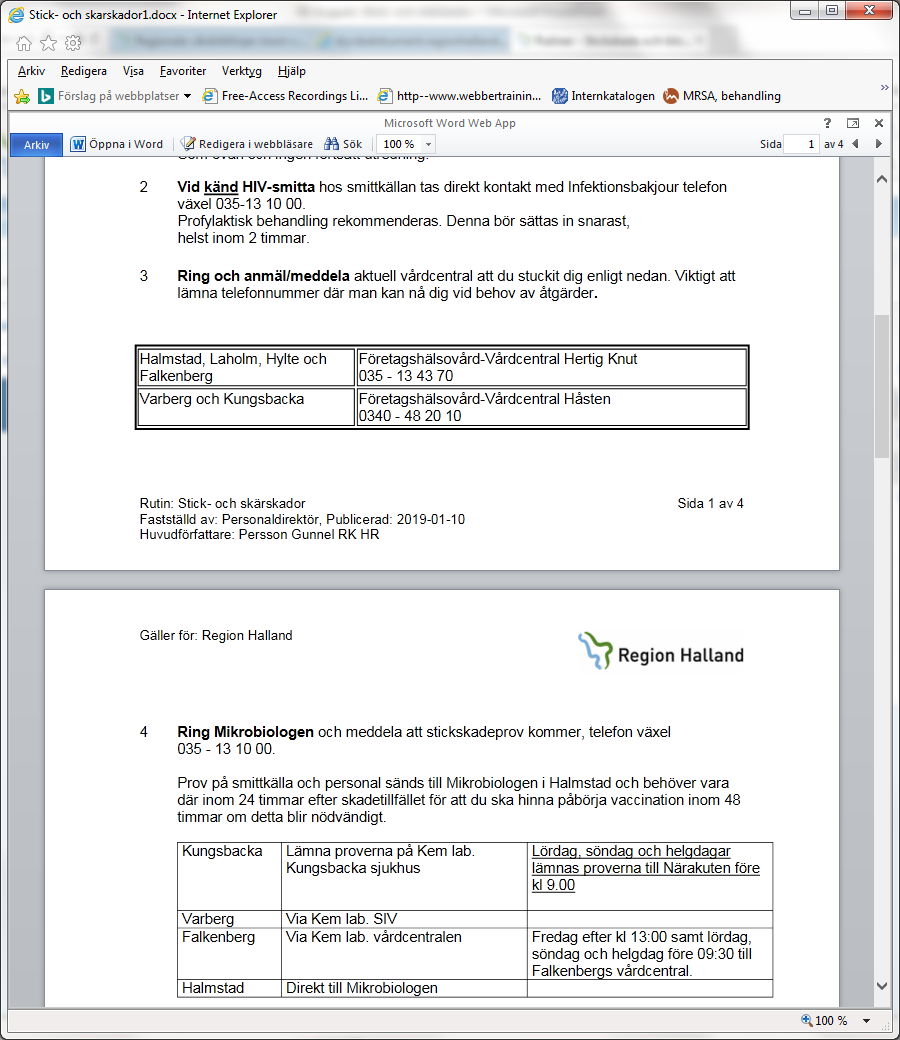 Stick- och skarskador1.docx - Internet Explorer
Arkiv Redigera Visa Favoriter Verktyg Hjälp
Förslag på webbplatser Free-Access Recordings Li... http--www.webbertrainin... Internkatalogen MRSA, behandling
Microsoft Word Web App
Arkiv Öppna i Word Redigera i webbläsare Sök 100 % Sida 1 av 4
Som ovan och ingen fortsatt utredning.
2 Vid känd HIV-smitta hos smittkällan tas direkt kontakt med Infektionsbakjour telefon
växel 035-13 10 00.
Profylaktisk behandling rekommenderas. Denna bör sättas in snarast,
helst inom 2 timmar.
3 Ring och anmäl/meddela aktuell vårdcentral att du stuckit dig enligt nedan. Viktigt att
lämna telefonnummer där man kan nå dig vid behov av åtgärder.
Halmstad, Laholm, Hylte och
Falkenberg
Företagshälsovård-Vårdcentral Hertig Knut
035 - 13 43 70
Varberg och Kungsbacka
Företagshälsovård-Vårdcentral Håsten
0340 - 48 20 10
Rutin: Stick- och skärskador Sida 1 av 4
Fastställd av: Personaldirektör, Publicerad: 2019-01-10
Huvudförfattare: Persson Gunnel RK HR
Gäller för: Region Halland
Region Halland
4 Ring Mikrobiologen och meddela att stickskadeprov kommer, telefon växel
035 - 13 10 00.
Prov på smittkälla och personal sänds till Mikrobiologen i Halmstad och behöver vara
där inom 24 timmar efter skadetillfället för att du ska hinna påbörja vaccination inom 48
timmar om detta blir nödvändigt.
Kungsbacka
Lämna proverna på Kem lab.
Kungsbacka sjukhus
Lördag, söndag och helgdagar
lämnas proverna till Närakuten före
kl 9.00
Varberg Via Kem lab. SIV
Falkenberg Via Kem lab. vårdcentralen
Fredag efter kl 13:00 samt lördag,
söndag och helgdag före 09:30 till
Falkenbergs vårdcentral.
Halmstad Direkt till Mikrobiologen
100 %